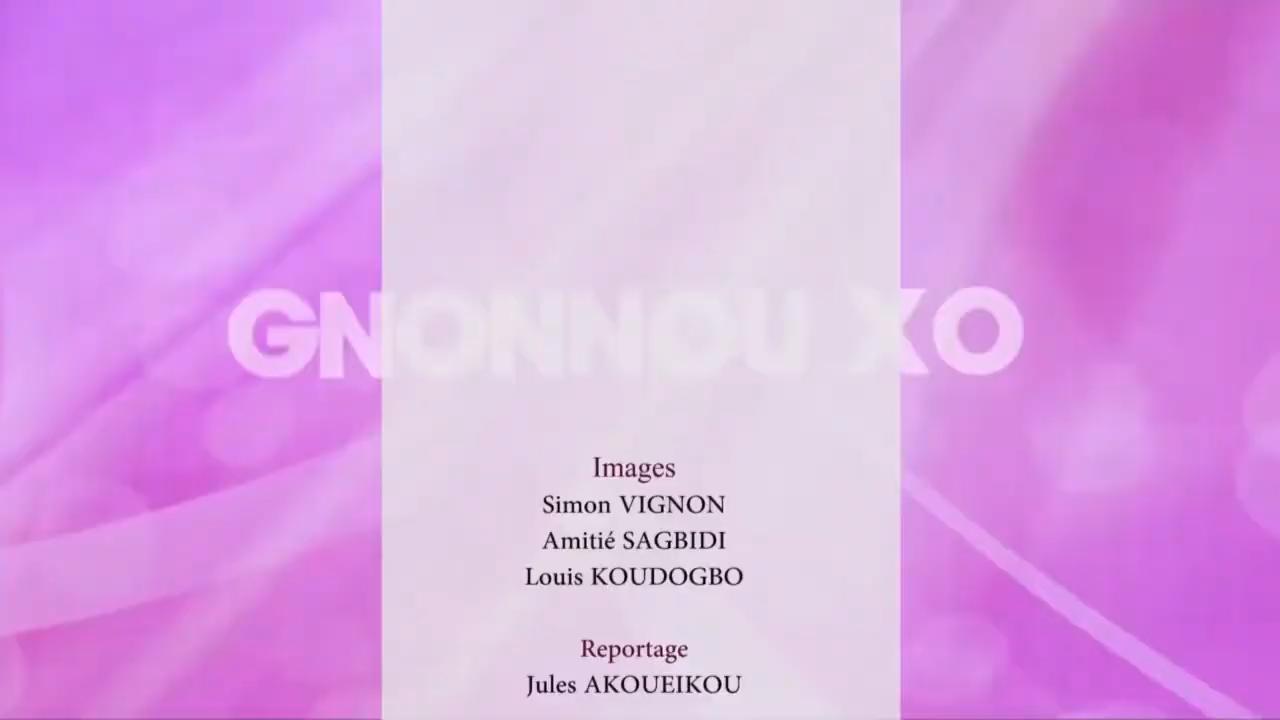 GNONNOU XO
Images
Simon VIGNON
Amitié SAGBIDI
Louis KOUDOGBO
Reportage
Jules AKOUEIKOU